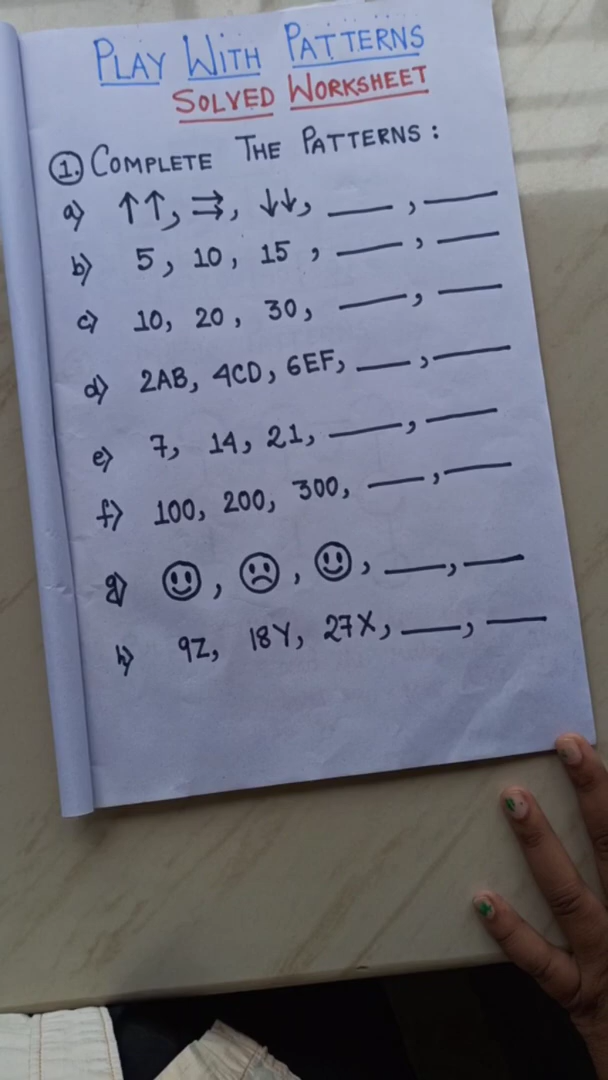 PLAY WITH PATTERNS
SOLVED WORKSHEET
1. COMPLETE THE PATTERNS:
a) ↑↑, ⇉, ↓↓, ____, ____
b) 5, 10, 15, ____, ____
c) 10, 20, 30, ____, ____
d) 2AB, 4CD, 6EF, ____, ____
e) 7, 14, 21, ____, ____
f) 100, 200, 300, ____, ____
g) ☺, ☹, ☺, ____, ____
h) 9Z, 18Y, 27X, ____, ____